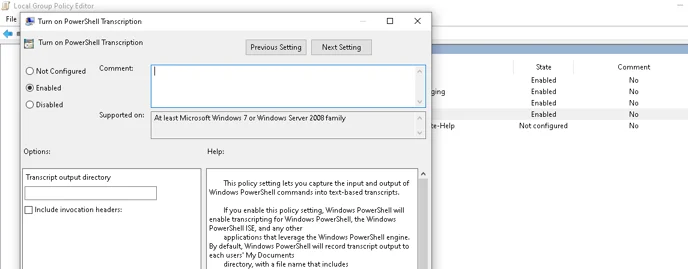 Local Group Policy Editor
File
Turn on PowerShell Transcription
Turn on PowerShell Transcription
Previous Setting
Next Setting
Not Configured
Comment:
Enabled
Disabled
Supported on:
At least Microsoft Windows 7 or Windows Server 2008 family
Options:
Help:
Transcript output directory
Include invocation headers:
This policy setting lets you capture the input and output of
Windows PowerShell commands into text-based transcripts.
If you enable this policy setting, Windows PowerShell will
enable transcripting for Windows PowerShell, the Windows
PowerShell ISE, and any other
applications that leverage the Windows PowerShell engine.
By default, Windows PowerShell will record transcript output to
each users' My Documents
directory, with a file name that includes
State Comment
Enabled No
ging Enabled No
Enabled No
Enabled No
te-Help Not configured No